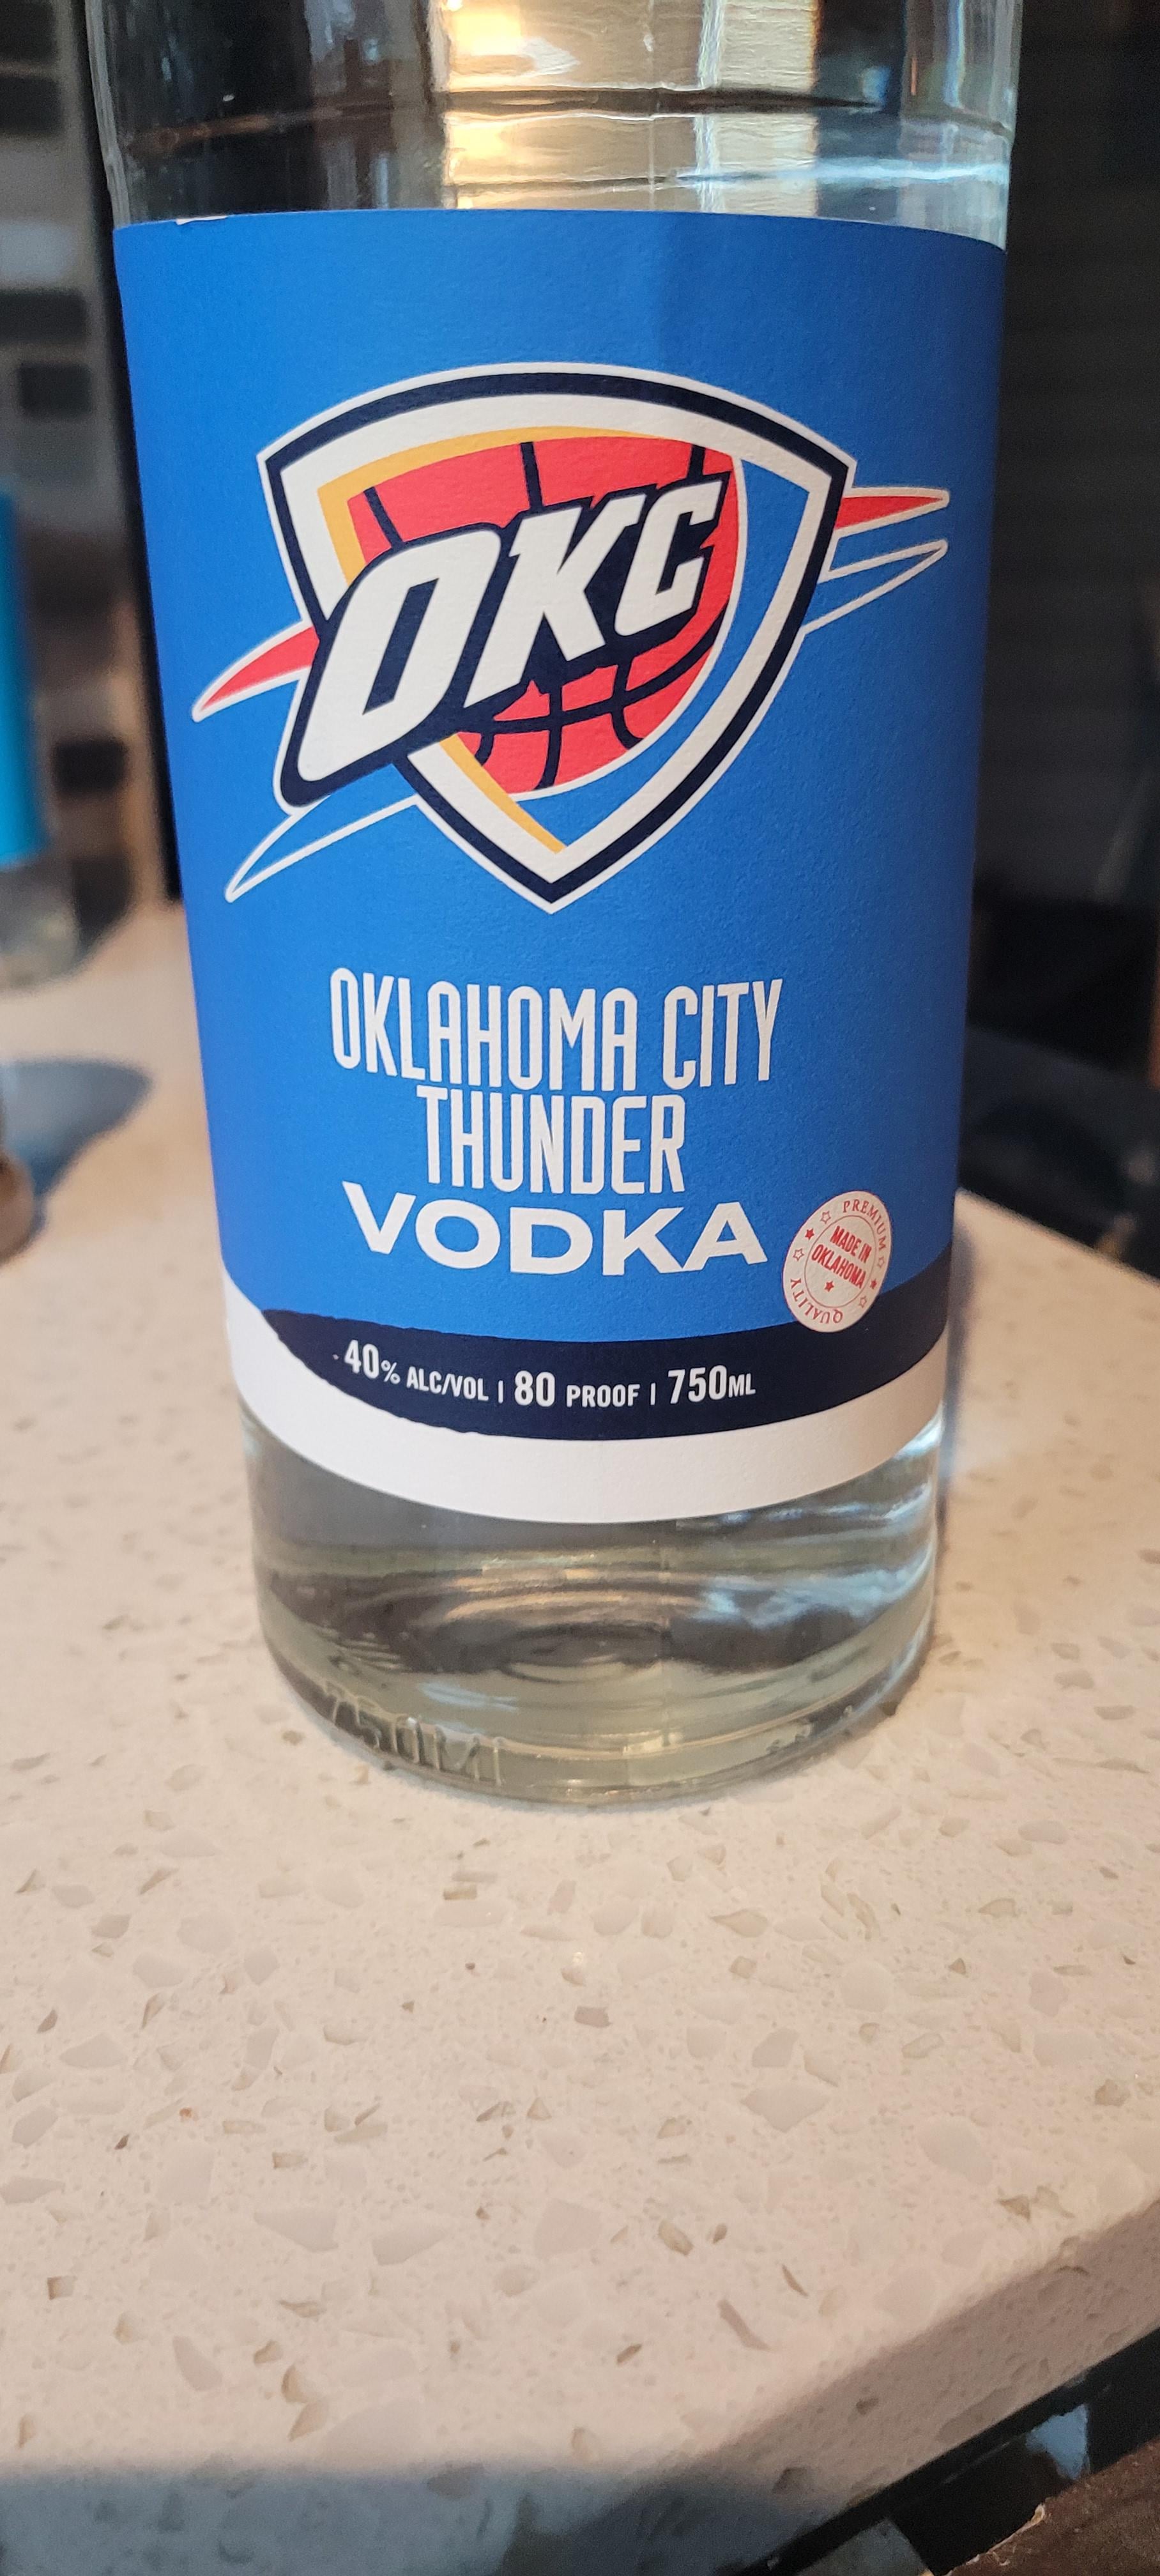 OKC
OKLAHOMA CITY
THUNDER
VODKA
PREMIUM
MADE IN
OKLAHOMA
QUALITY
40% ALC/VOL | 80 PROOF | 750ML
750Ml